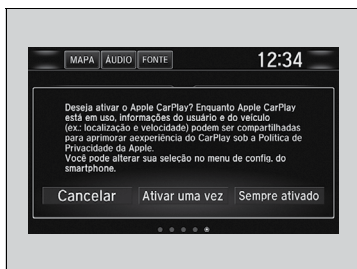 MAPA ÁUDIO FONTE 12:34
Deseja ativar o Apple CarPlay? Enquanto Apple CarPlay
está em uso, informações do usuário e do veículo
(ex.: localização e velocidade) podem ser compartilhadas
para aprimorar aexperiência do CarPlay sob a Política de
Privacidade da Apple.
Você pode alterar sua seleção no menu de config. do
smartphone.
Cancelar Ativar uma vez Sempre ativado